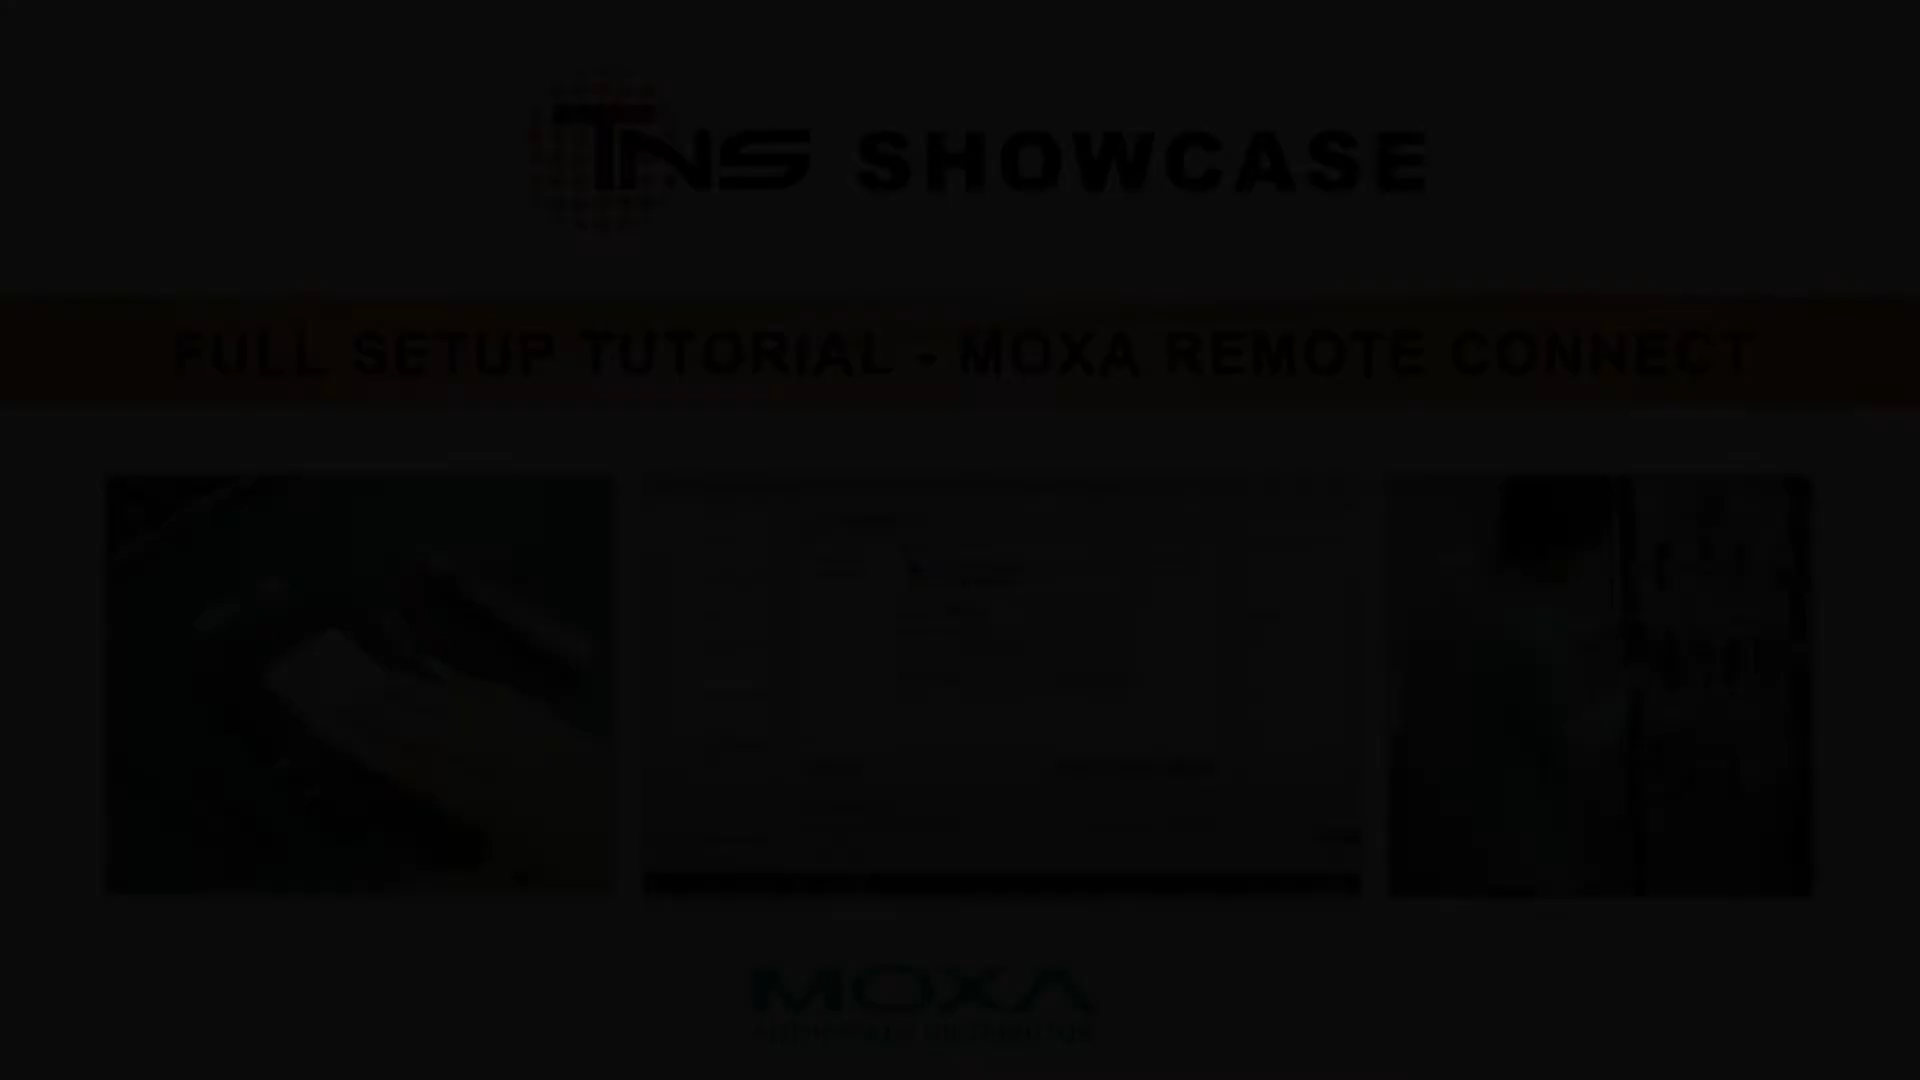 TNS SHOWCASE
FULL SETUP TUTORIAL - MOXA REMOTE CONNECT
MOXA